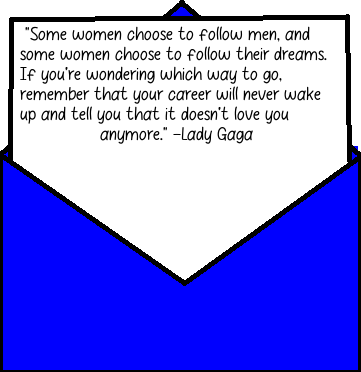 "Some women choose to follow men, and
some women choose to follow their dreams.
If you're wondering which way to go,
remember that your career will never wake
up and tell you that it doesn't love you
anymore." -Lady Gaga